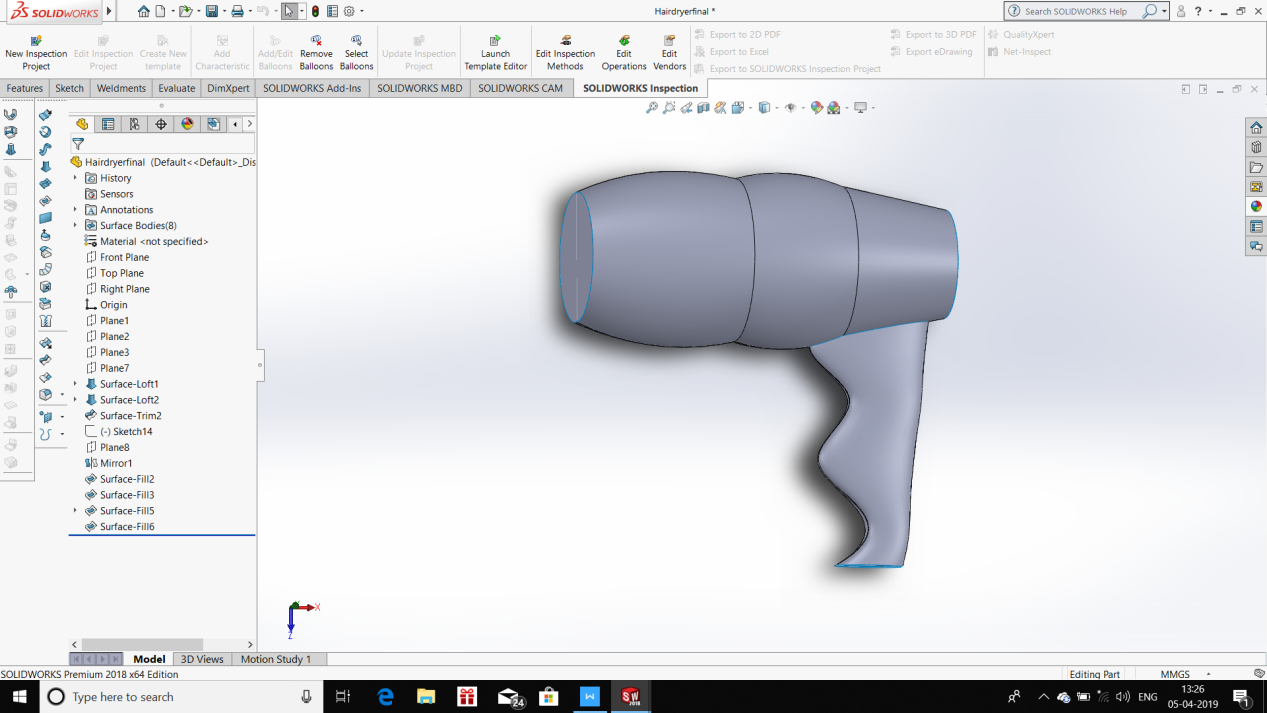 SOLIDWORKS
Hairdryerfinal *
Search SOLIDWORKS Help
New Inspection Project
Edit Inspection Project
Create New template
Add Characteristic
Add/Edit Balloons
Remove Balloons
Select Balloons
Update Inspection Project
Launch Template Editor
Edit Inspection Methods
Edit Operations
Edit Vendors
Export to 2D PDF
Export to Excel
Export to SOLIDWORKS Inspection Project
Export to 3D PDF
Export eDrawing
QualityXpert
Net-Inspect
Features
Sketch
Weldments
Evaluate
DimXpert
SOLIDWORKS Add-Ins
SOLIDWORKS MBD
SOLIDWORKS CAM
SOLIDWORKS Inspection
Hairdryerfinal (Default<<Default>_Dis
History
Sensors
Annotations
Surface Bodies(8)
Material <not specified>
Front Plane
Top Plane
Right Plane
Origin
Plane1
Plane2
Plane3
Plane7
Surface-Loft1
Surface-Loft2
Surface-Trim2
(-) Sketch14
Plane8
Mirror1
Surface-Fill2
Surface-Fill3
Surface-Fill5
Surface-Fill6
X
Z
Model
3D Views
Motion Study 1
SOLIDWORKS Premium 2018 x64 Edition
Editing Part
MMGS
Type here to search
24
SW
2018
ENG
13:26
05-04-2019
1